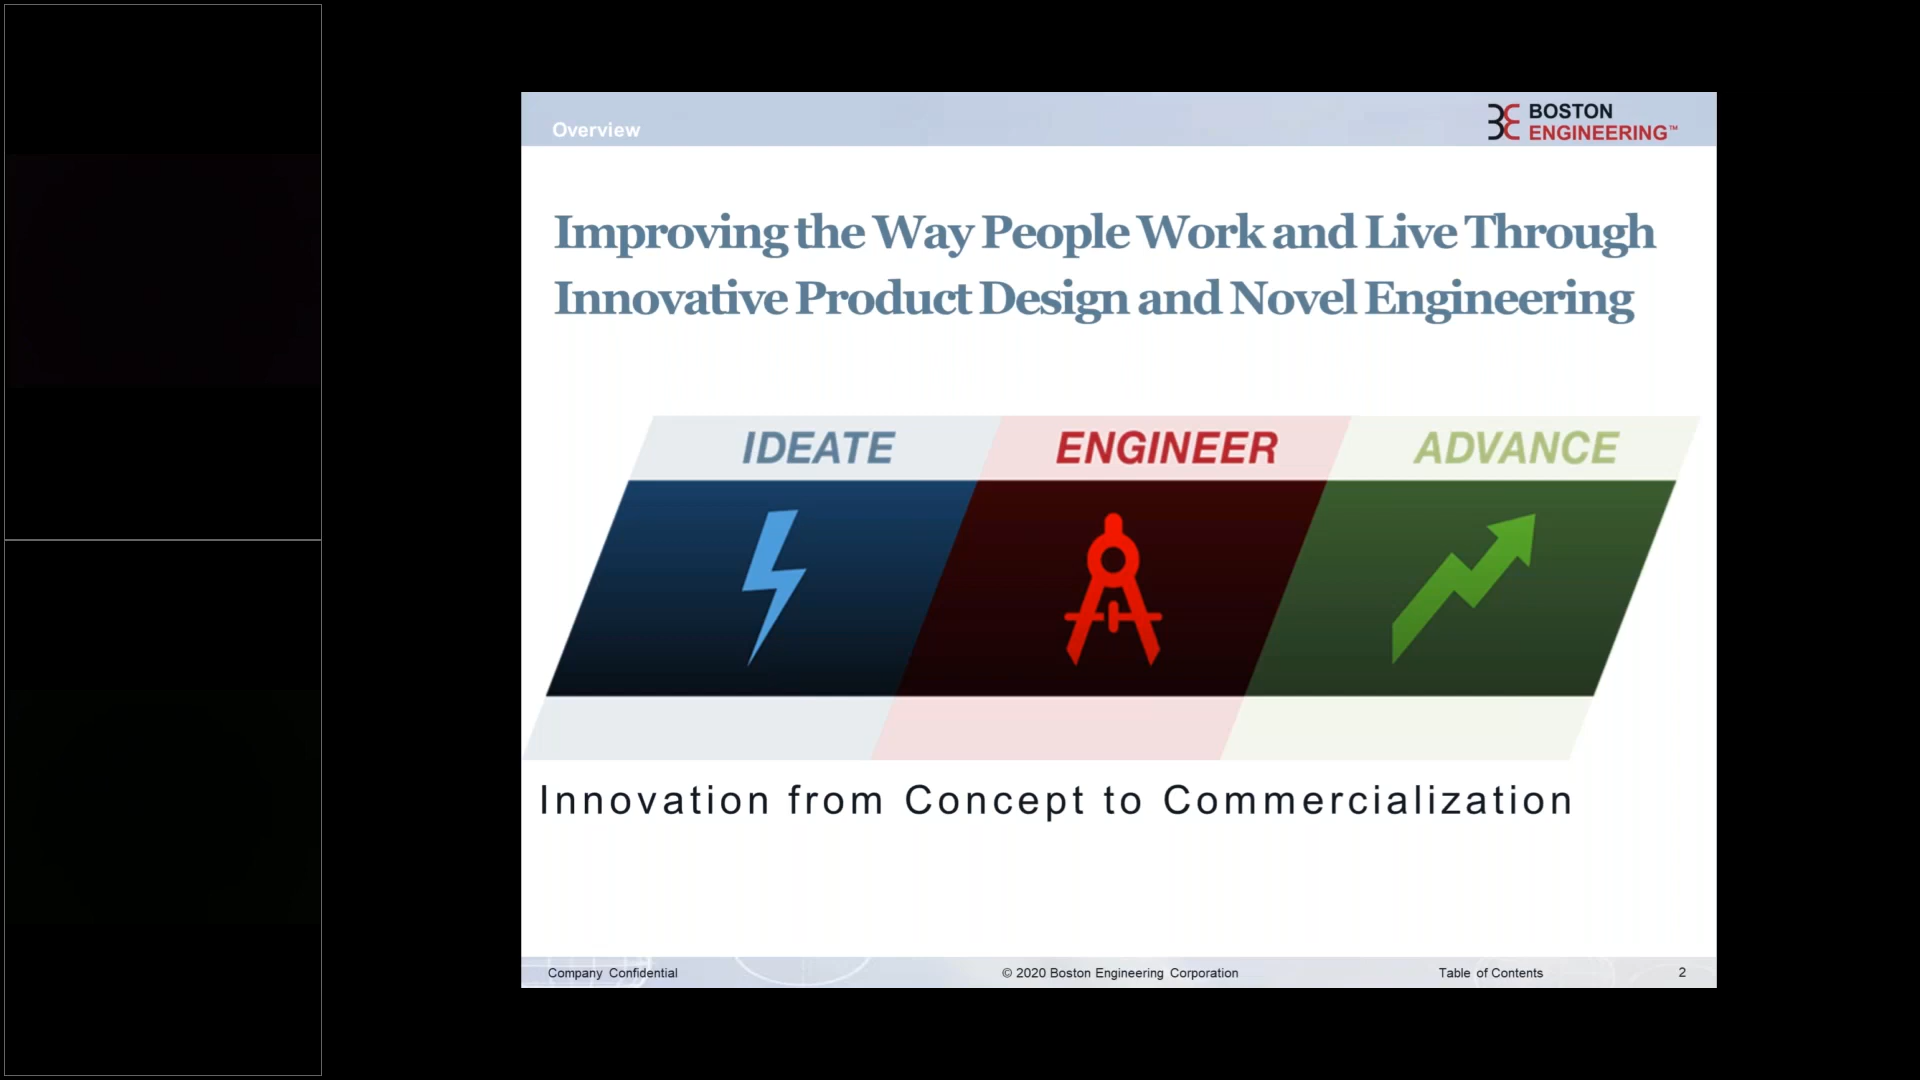 Overview
BOSTON
ENGINEERING™
Improving the Way People Work and Live Through
Innovative Product Design and Novel Engineering
IDEATE
ENGINEER
ADVANCE
Innovation from Concept to Commercialization
Company Confidential
© 2020 Boston Engineering Corporation
Table of Contents
2